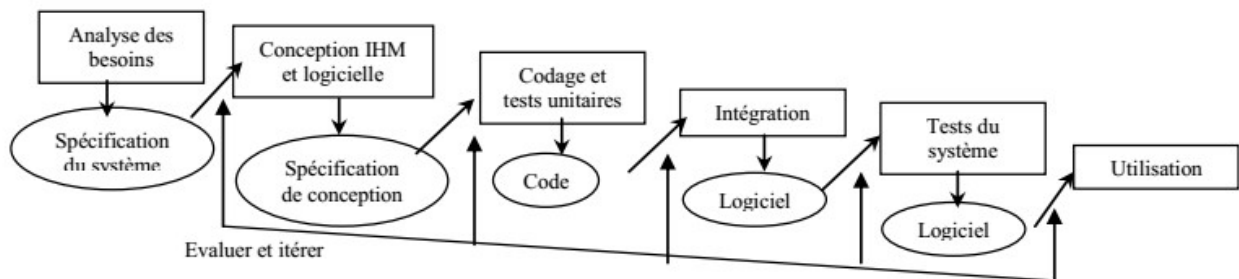 Analyse des
besoins
Spécification
du système
Conception IHM
et logicielle
Spécification
de conception
Codage et
tests unitaires
Code
Intégration
Logiciel
Tests du
système
Logiciel
Utilisation
Evaluer et itérer